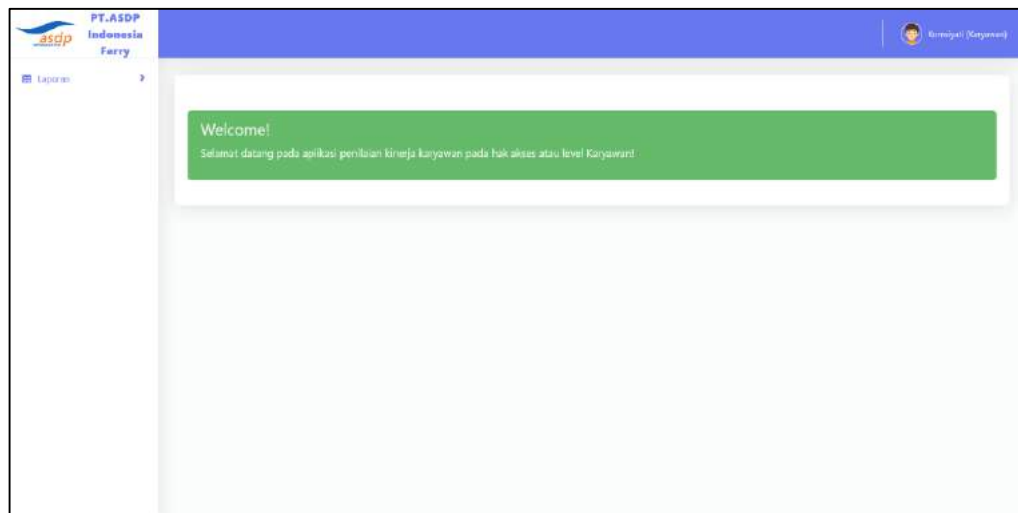 asdp
PT.ASDP
Indonesia
Ferry
(Karyawan)
Laporan
Welcome!
Selamat datang pada aplikasi penilaian kinerja karyawan pada hak akses atau level Karyawan!